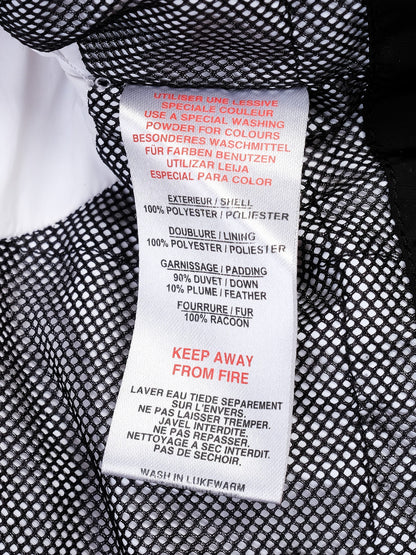 UTILISER UNE LESSIVE
SPECIALE COULEUR
USE A SPECIAL WASHING
POWDER FOR COLOURS
BESONDERES WASCHMITTEL
FÜR FARBEN BENUTZEN
UTILIZAR LEIJA
ESPECIAL PARA COLOR
EXTERIEUR / SHELL
100% POLYESTER / POLIESTER
DOUBLURE / LINING
100% POLYESTER / POLIESTER
GARNISSAGE / PADDING
90% DUVET / DOWN
10% PLUME / FEATHER
FOURRURE / FUR
100% RACOON
KEEP AWAY
FROM FIRE
LAVER EAU TIEDE SEPAREMENT
SUR L'ENVERS.
NE PAS LAISSER TREMPER.
JAVEL INTERDITE.
NE PAS REPASSER.
NETTOYAGE A SEC INTERDIT.
PAS DE SECHOIR.
WASH IN LUKEWARM